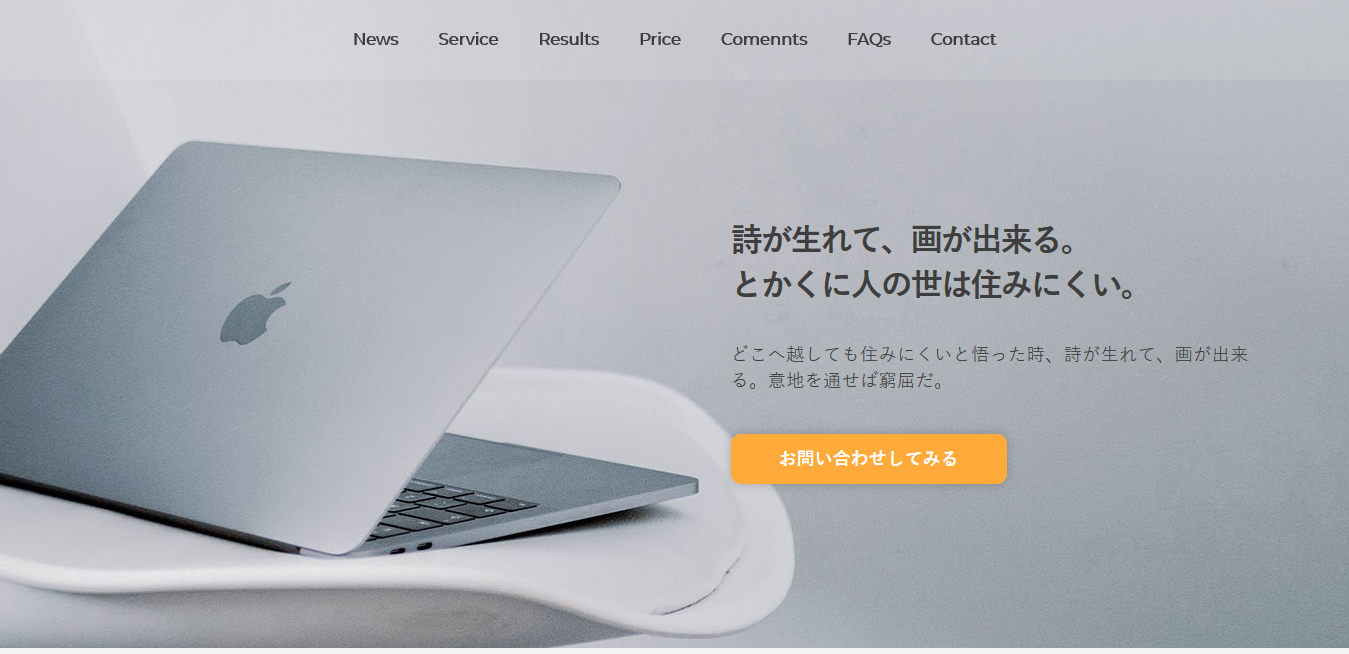 News Service Results Price Comennts FAQs Contact
詩が生れて、画が出来る。
とかくに人の世は住みにくい。
どこへ越しても住みにくいと悟った時、詩が生れて、画が出来
る。意地を通せば窮屈だ。
お問い合わせしてみる